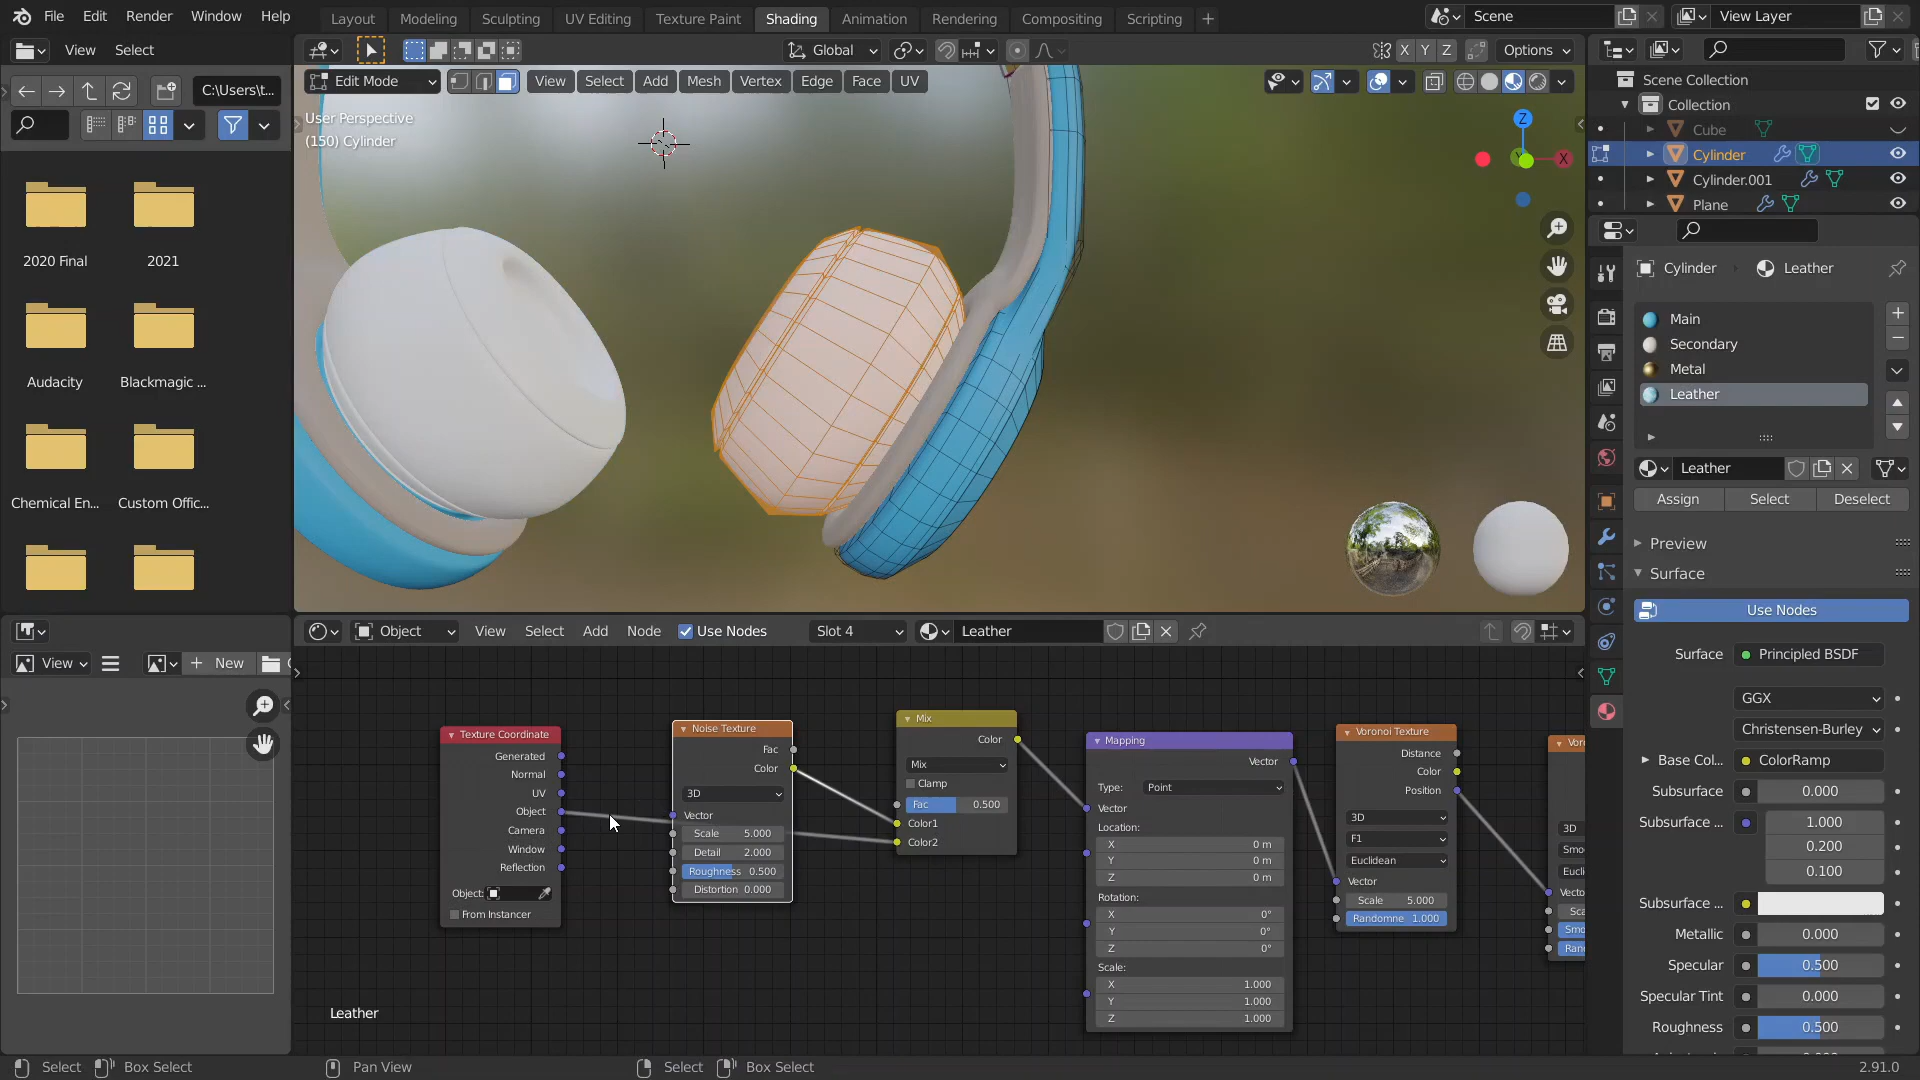 File Edit Render Window Help
Layout Modeling Sculpting UV Editing Texture Paint Shading Animation Rendering Compositing Scripting +
Scene View Layer
View Select
Global Options
X Y Z
C:\Users\t...
Edit Mode View Select Add Mesh Vertex Edge Face UV
User Perspective
(150) Cylinder
Z
X
Y
2020 Final 2021
Audacity Blackmagic ...
Chemical En... Custom Offic...
Scene Collection
Collection
Cube
Cylinder
Cylinder.001
Plane
Cylinder Leather
Main
Secondary
Metal
Leather
Leather
Assign Select Deselect
Preview
Surface
Use Nodes
Surface Principled BSDF
GGX
Christensen-Burley
Base Col... ColorRamp
Subsurface 0.000
Subsurface ... 1.000
0.200
0.100
Subsurface ...
Metallic 0.000
Specular 0.500
Specular Tint 0.000
Roughness 0.500
Object View Select Add Node Use Nodes Slot 4 Leather
View New
Texture Coordinate
Generated
Normal
UV
Object
Camera
Window
Reflection
Object:
From Instancer
Noise Texture
Fac
Color
3D
Vector
Scale 5.000
Detail 2.000
Roughness 0.500
Distortion 0.000
Mix
Color
Mix
Clamp
Fac 0.500
Color1
Color2
Mapping
Vector
Type: Point
Vector
Location:
X 0 m
Y 0 m
Z 0 m
Rotation:
X 0°
Y 0°
Z 0°
Scale:
X 1.000
Y 1.000
Z 1.000
Voronoi Texture
Distance
Color
Position
3D
F1
Euclidean
Vector
Scale 5.000
Randomne 1.000
Voro
3D
Smo
Eucli
Vecto
Sca
Smo
Ran
Leather
Select Box Select Pan View Select Box Select 2.91.0